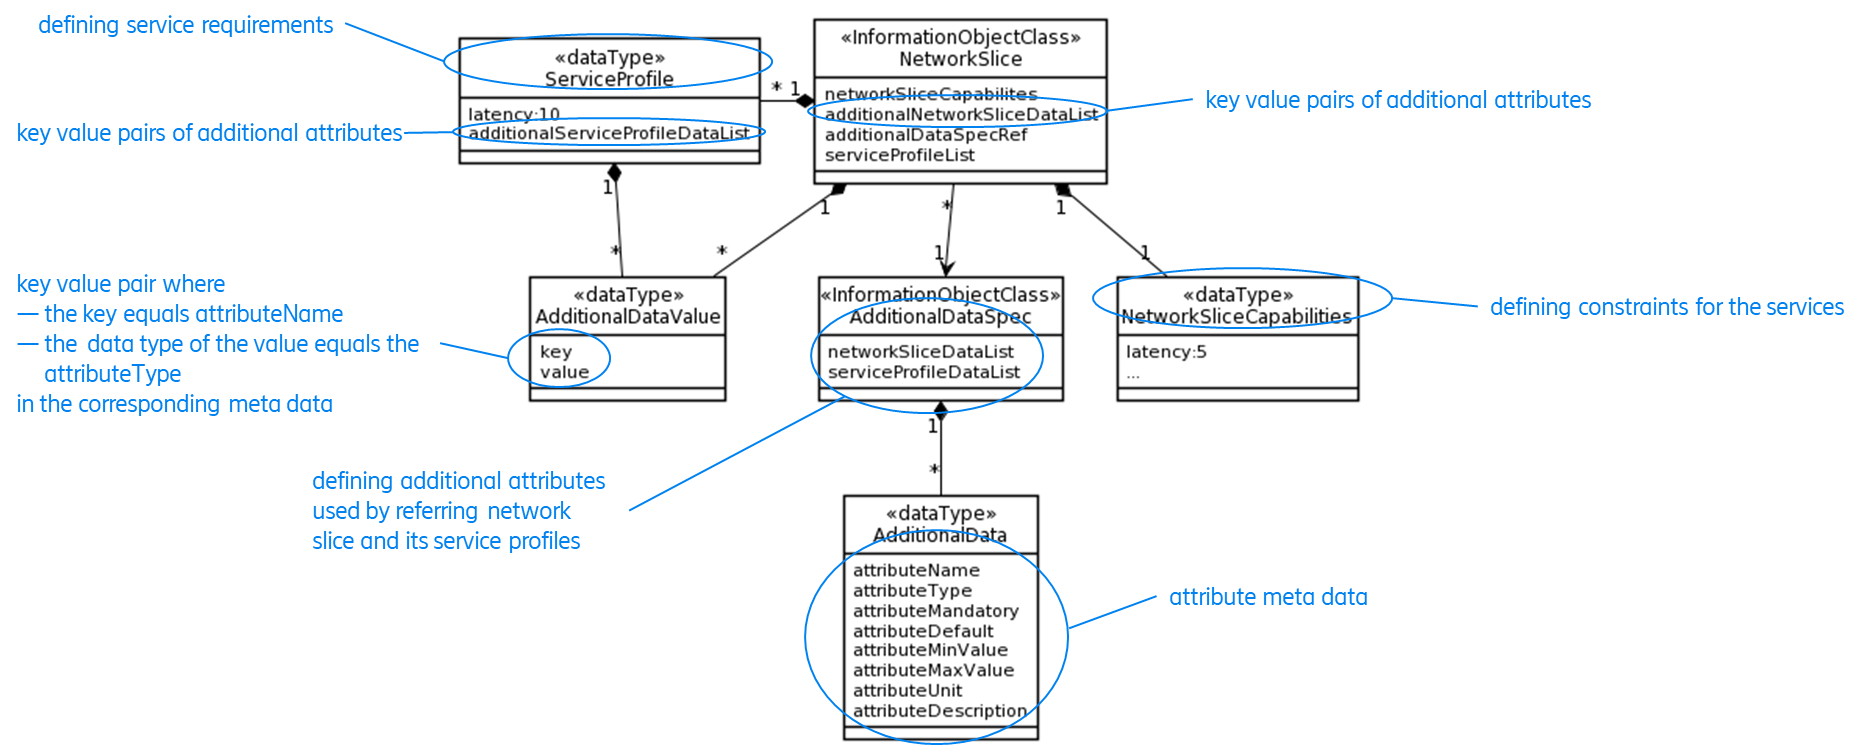 defining service requirements
«dataType»
ServiceProfile
latency:10
additionalServiceProfileDataList
key value pairs of additional attributes
* 1
«InformationObjectClass»
NetworkSlice
networkSliceCapabilites
additionalNetworkSliceDataList
additionalDataSpecRef
serviceProfileList
key value pairs of additional attributes
1
*
1
*
*
1
1
1
key value pair where
— the key equals attributeName
— the data type of the value equals the
attributeType
in the corresponding meta data
«dataType»
AdditionalDataValue
key
value
«InformationObjectClass»
AdditionalDataSpec
networkSliceDataList
serviceProfileDataList
«dataType»
NetworkSliceCapabilities
latency:5
...
defining constraints for the services
1
*
defining additional attributes
used by referring network
slice and its service profiles
«dataType»
AdditionalData
attributeName
attributeType
attributeMandatory
attributeDefault
attributeMinValue
attributeMaxValue
attributeUnit
attributeDescription
attribute meta data